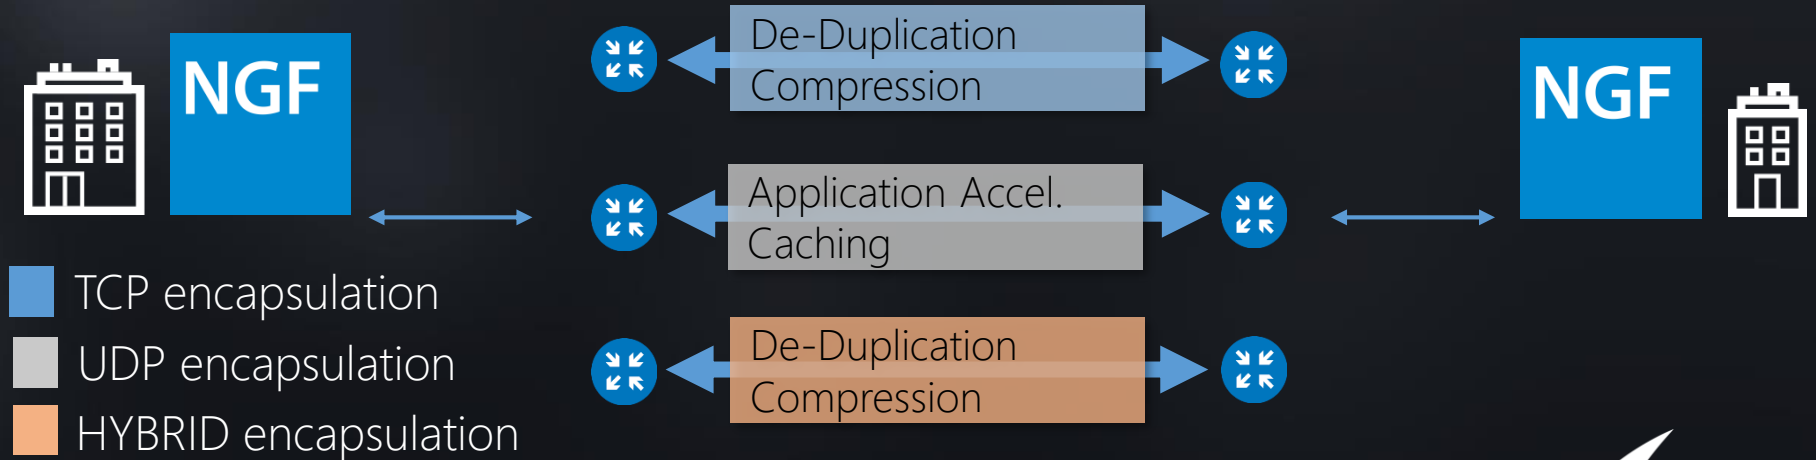 NGF
De-Duplication
Compression
NGF
Application Accel.
Caching
TCP encapsulation
UDP encapsulation
De-Duplication
Compression
HYBRID encapsulation